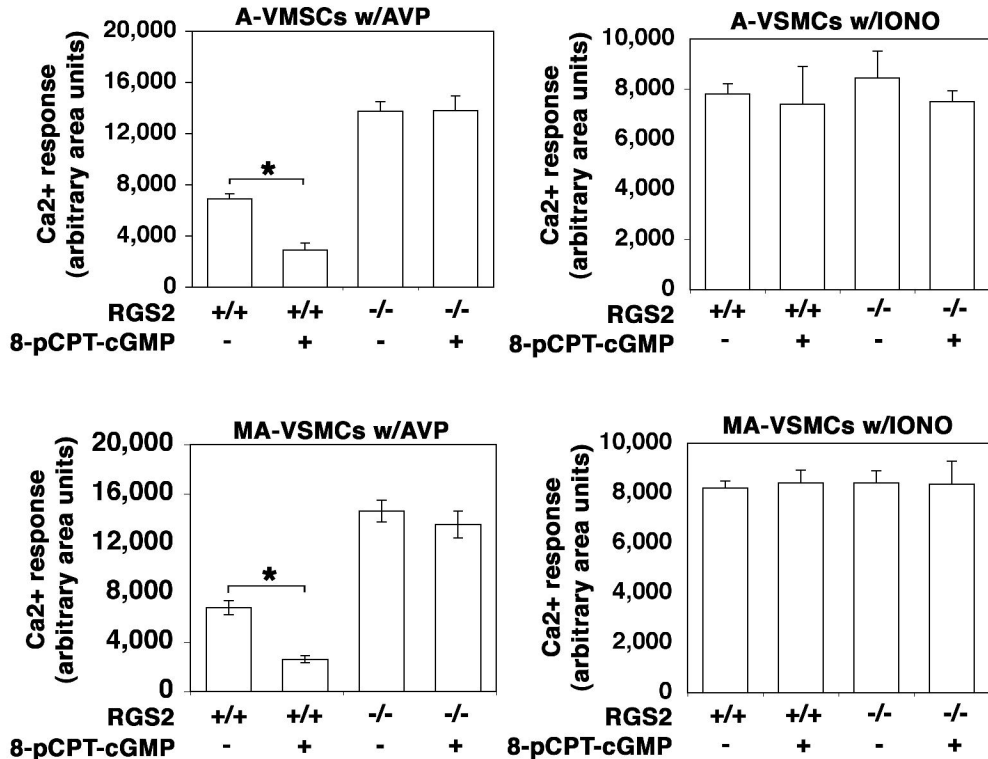 A-VMSCs w/AVP
Ca2+ response
(arbitrary area units)
20,000
16,000
12,000
8,000
4,000
0
*
RGS2 +/+ +/+ -/- -/-
8-pCPT-cGMP - + - +
A-VSMCs w/IONO
Ca2+ response
(arbitrary area units)
10,000
8,000
6,000
4,000
2,000
0
RGS2 +/+ +/+ -/- -/-
8-pCPT-cGMP - + - +
MA-VSMCs w/AVP
Ca2+ response
(arbitrary area units)
20,000
16,000
12,000
8,000
4,000
0
*
RGS2 +/+ +/+ -/- -/-
8-pCPT-cGMP - + - +
MA-VSMCs w/IONO
Ca2+ response
(arbitrary area units)
10,000
8,000
6,000
4,000
2,000
0
RGS2 +/+ +/+ -/- -/-
8-pCPT-cGMP - + - +